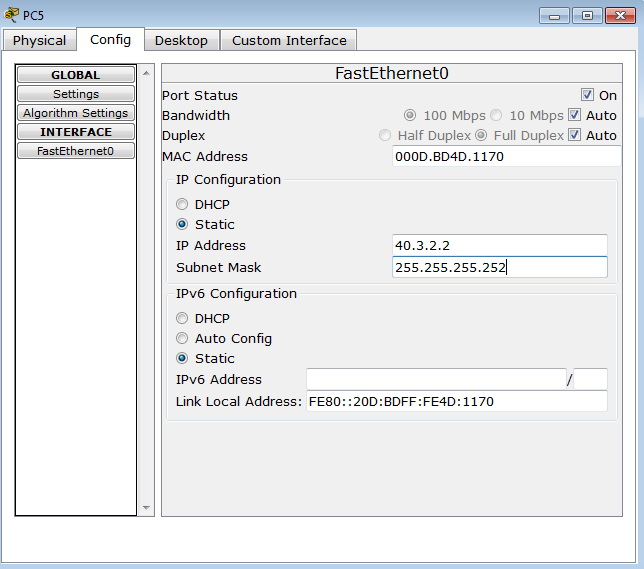 PC5
Physical Config Desktop Custom Interface
GLOBAL
Settings
Algorithm Settings
INTERFACE
FastEthernet0
FastEthernet0
Port Status On
Bandwidth 100 Mbps 10 Mbps Auto
Duplex Half Duplex Full Duplex Auto
MAC Address 000D.BD4D.1170
IP Configuration
DHCP
Static
IP Address 40.3.2.2
Subnet Mask 255.255.255.252
IPv6 Configuration
DHCP
Auto Config
Static
IPv6 Address /
Link Local Address: FE80::20D:BDFF:FE4D:1170